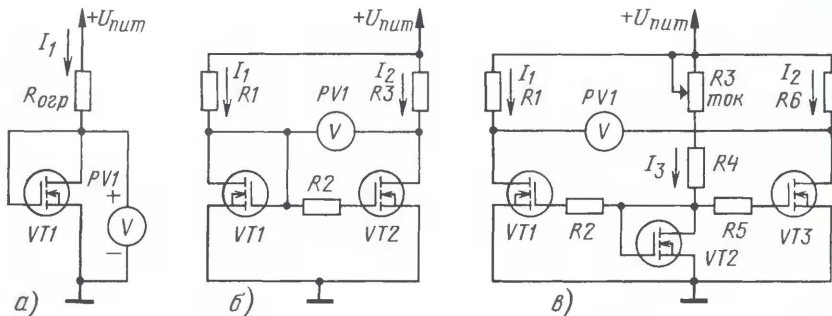 +Uпит
I1
Rогр
PV1
+
V
−
VT1
а)
+Uпит
I1
R1
PV1
V
I2
R3
R2
VT1
VT2
б)
+Uпит
I1
R1
PV1
V
R3
ток
I2
R6
I3
R4
R2
R5
VT1
VT2
VT3
в)